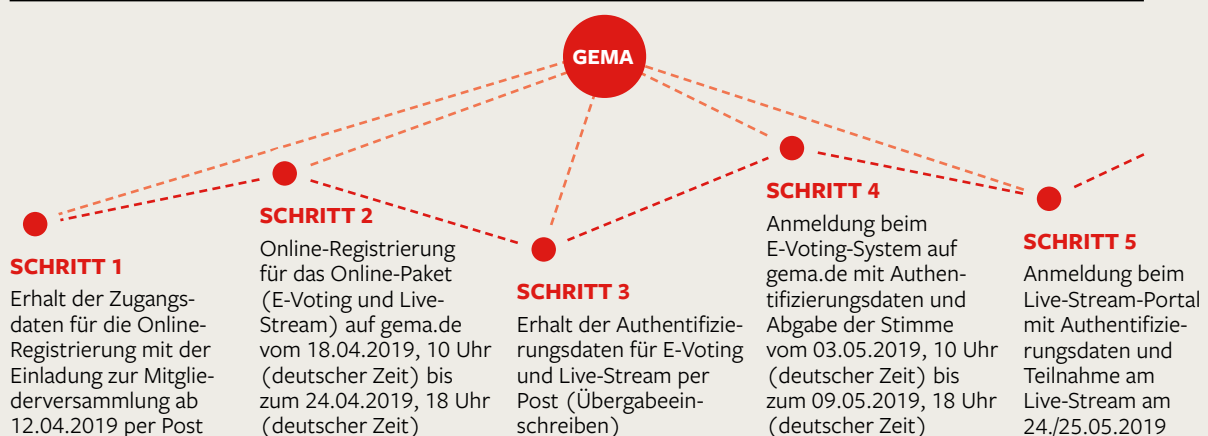 GEMA
SCHRITT 1
Erhalt der Zugangs-
daten für die Online-
Registrierung mit der
Einladung zur Mitglie-
derversammlung ab
12.04.2019 per Post
SCHRITT 2
Online-Registrierung
für das Online-Paket
(E-Voting und Live-
Stream) auf gema.de
vom 18.04.2019, 10 Uhr
(deutscher Zeit) bis
zum 24.04.2019, 18 Uhr
(deutscher Zeit)
SCHRITT 3
Erhalt der Authentifizie-
rungsdaten für E-Voting
und Live-Stream per
Post (Übergabeein-
schreiben)
SCHRITT 4
Anmeldung beim
E-Voting-System auf
gema.de mit Authen-
tifizierungsdaten und
Abgabe der Stimme
vom 03.05.2019, 10 Uhr
(deutscher Zeit) bis
zum 09.05.2019, 18 Uhr
(deutscher Zeit)
SCHRITT 5
Anmeldung beim
Live-Stream-Portal
mit Authentifizie-
rungsdaten und
Teilnahme am
Live-Stream am
24./25.05.2019